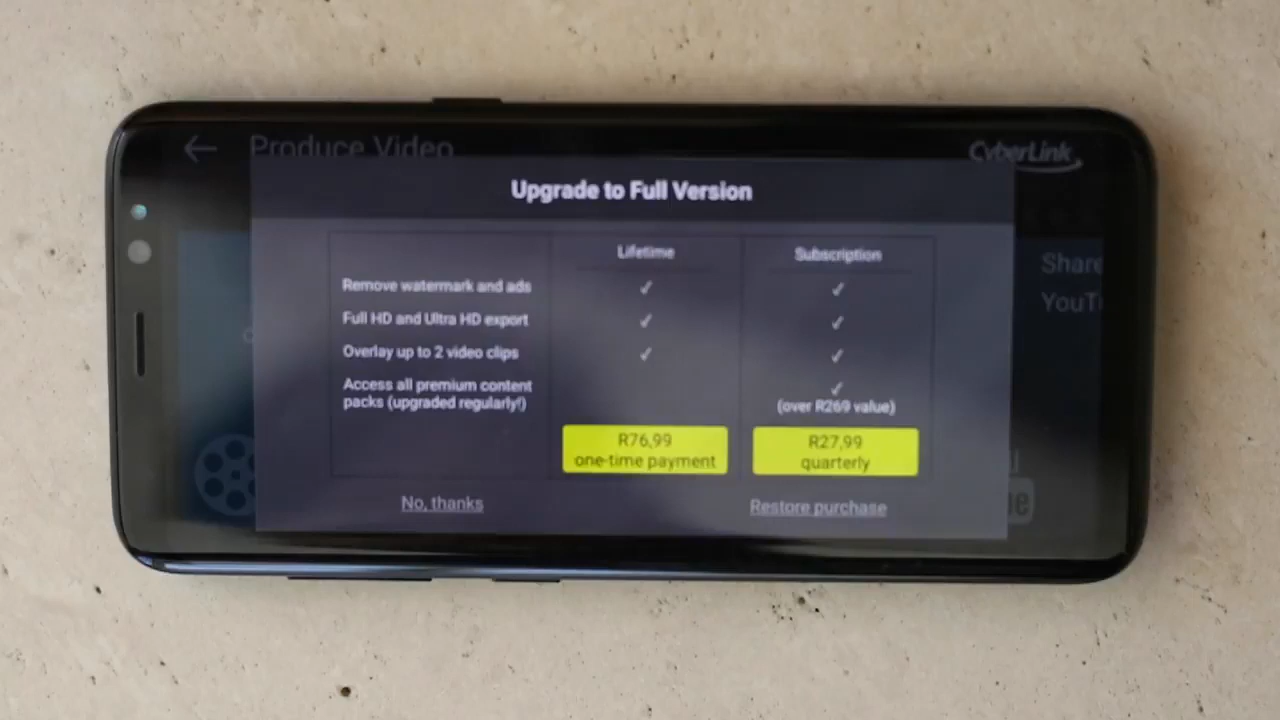 Produce Video
CyberLink
Upgrade to Full Version
Lifetime
Subscription
Remove watermark and ads
Full HD and Ultra HD export
Overlay up to 2 video clips
Access all premium content
packs (upgraded regularly!)
(over R269 value)
R76,99
one-time payment
R27,99
quarterly
No, thanks
Restore purchase
Share
YouT